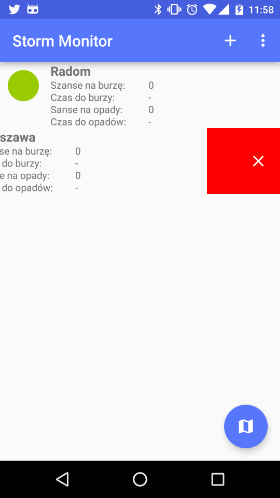 11:58
Storm Monitor
Radom
Szanse na burzę: 0
Czas do burzy: -
Sanse na opady: 0
Czas do opadów: -
szawa
se na burzę: 0
do burzy: -
e na opady: 0
do opadów: -